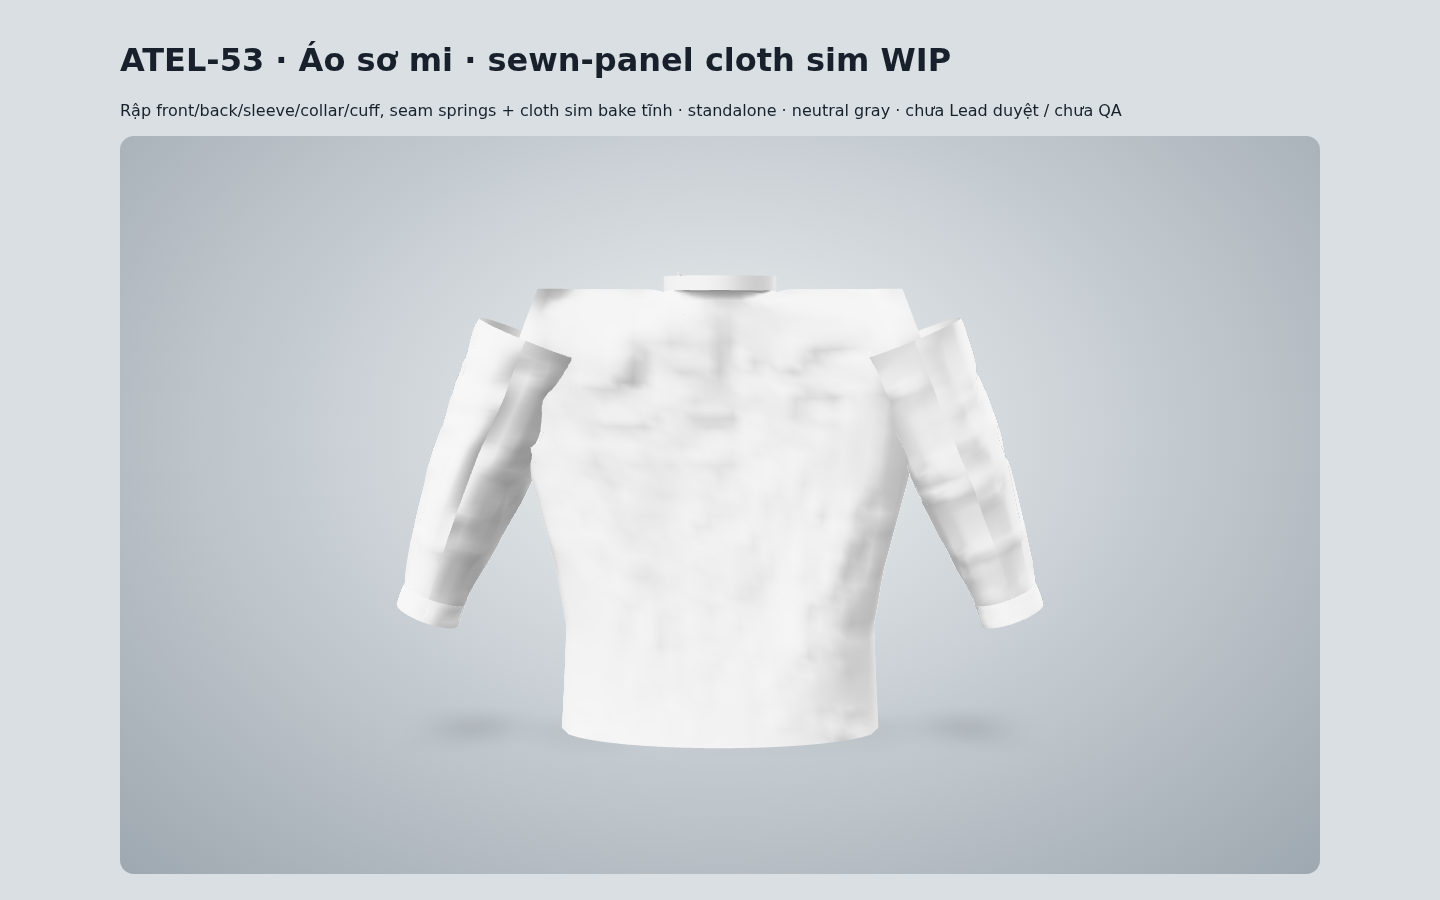 ATEL-53 · Áo sơ mi · sewn-panel cloth sim WIP
Rập front/back/sleeve/collar/cuff, seam springs + cloth sim bake tĩnh · standalone · neutral gray · chưa Lead duyệt / chưa QA